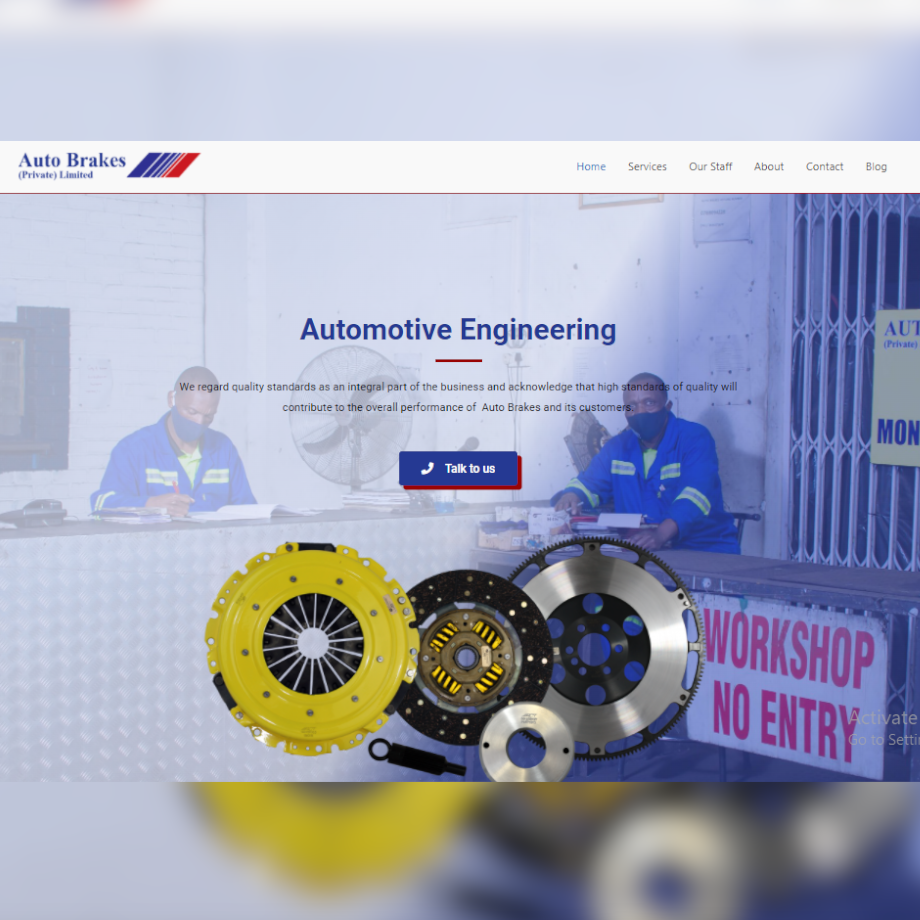 Auto Brakes
(Private) Limited
Home Services Our Staff About Contact Blog
Automotive Engineering
We regard quality standards as an integral part of the business and acknowledge that high standards of quality will
contribute to the overall performance of Auto Brakes and its customers.
Talk to us
AUT
(Private)
MON
WORKSHOP
NO ENTRY
Activate
Go to Setti